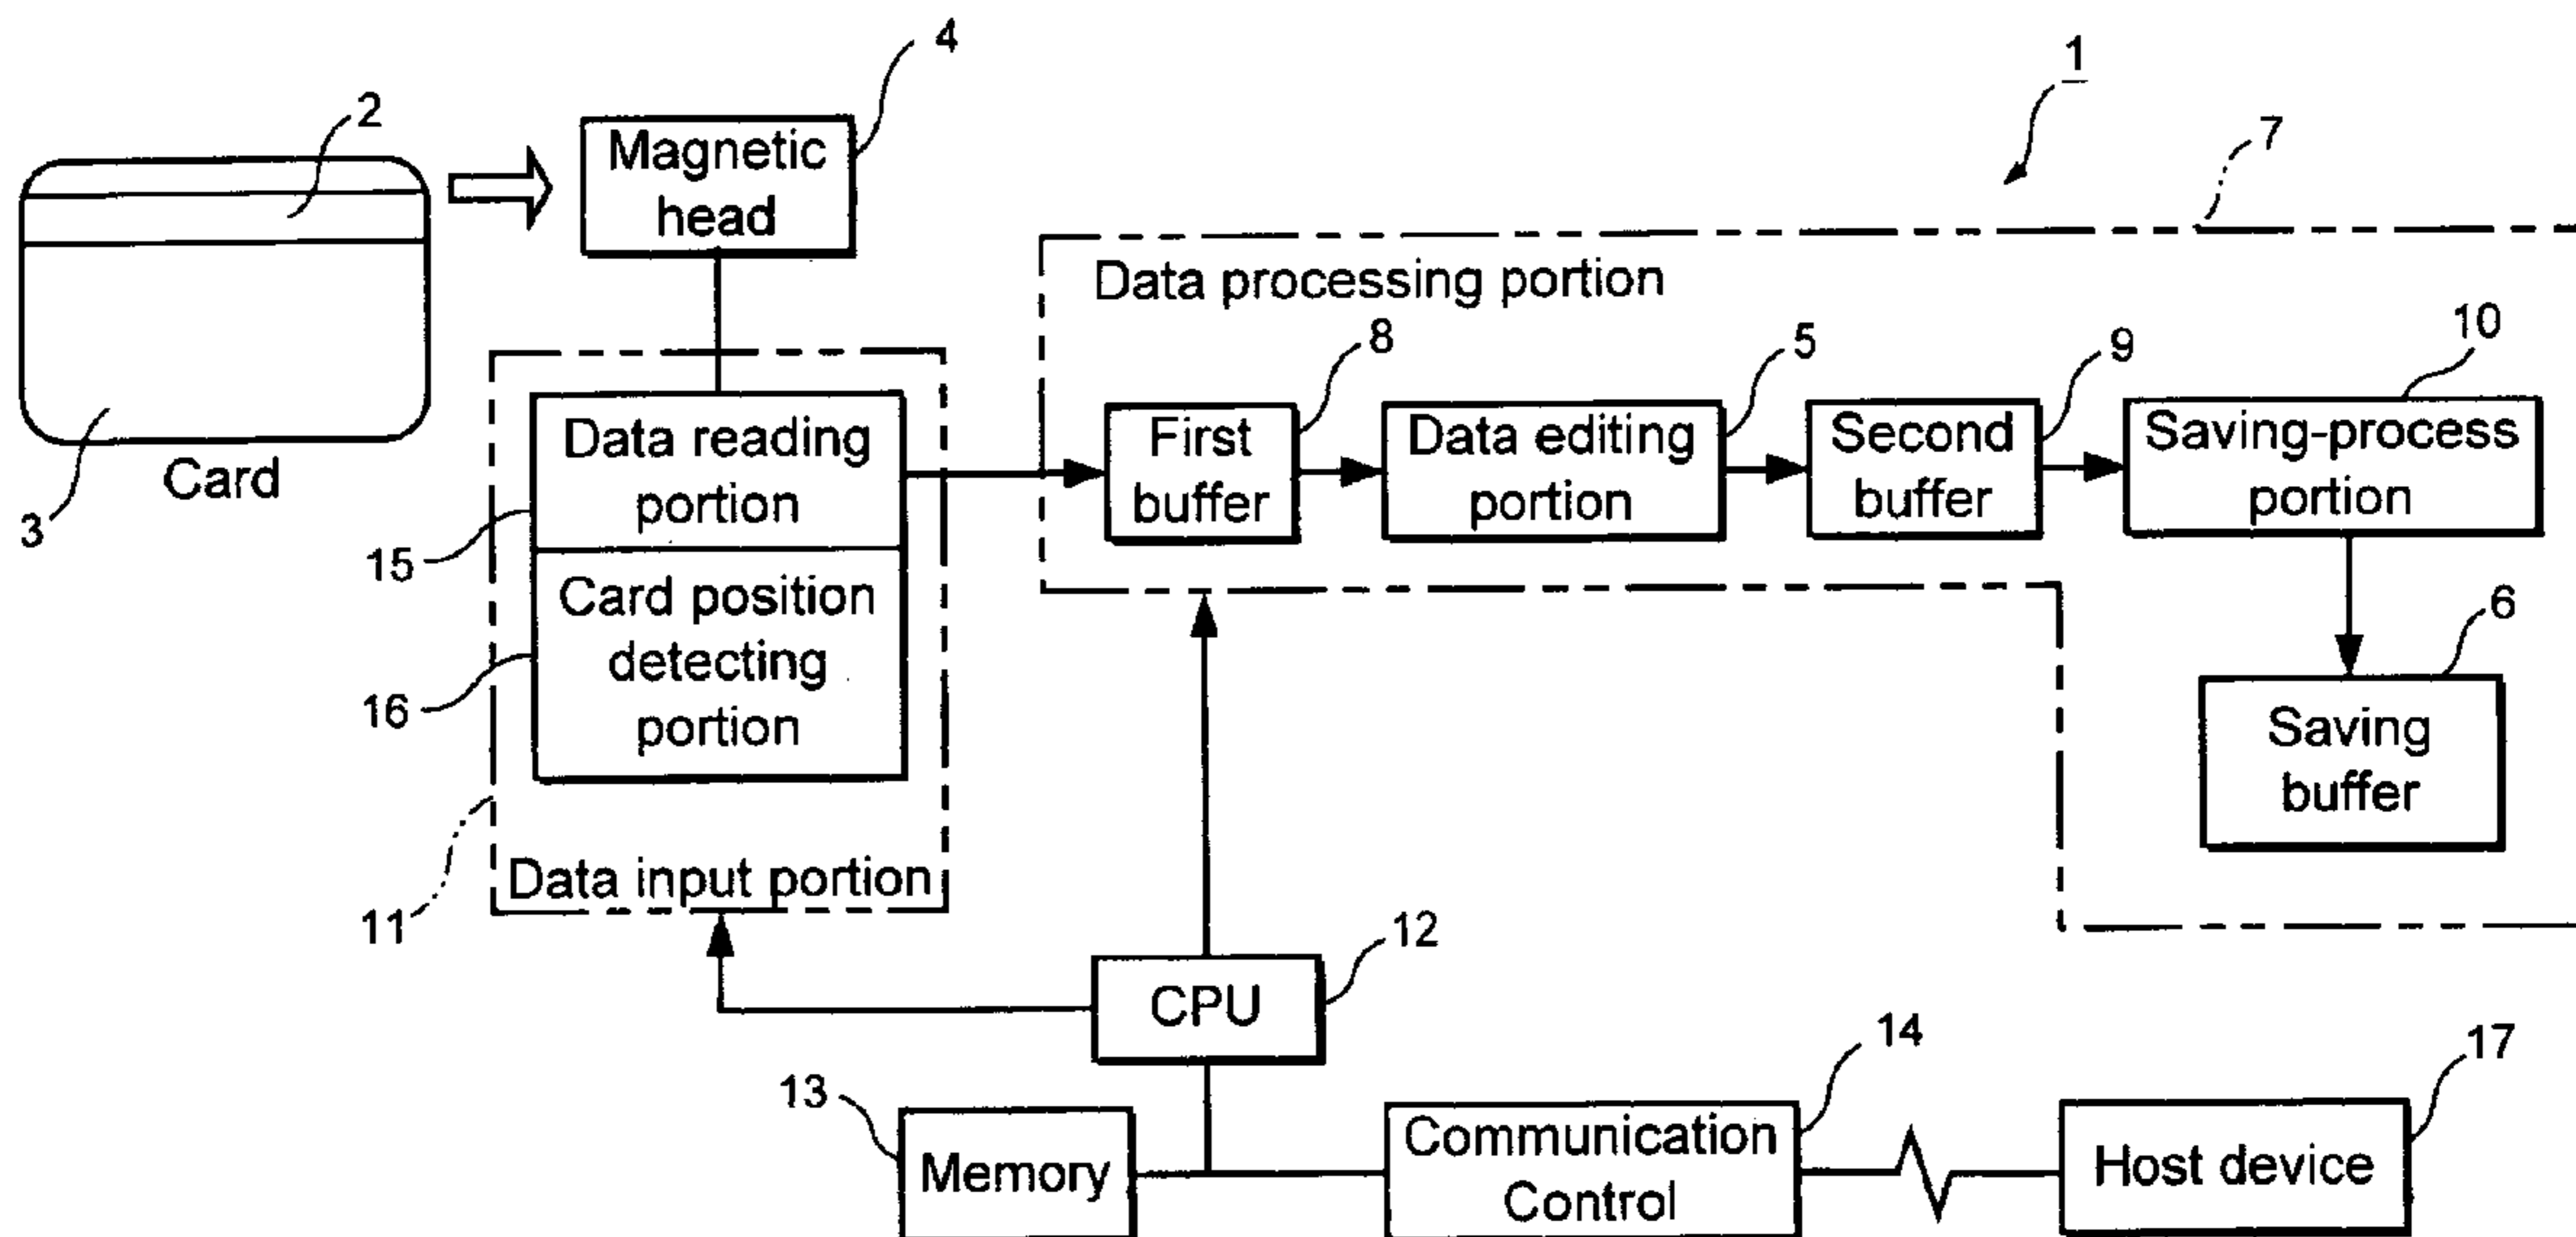 4
1
2
7
Magnetic
head
Data processing portion
8
5
9
10
First
buffer
Data editing
portion
Second
buffer
Saving-process
portion
Data reading
portion
Card
3
15
Card position
detecting
portion
16
6
Saving
buffer
Data input portion
11
12
CPU
14
17
13
Memory
Communication
Control
Host device